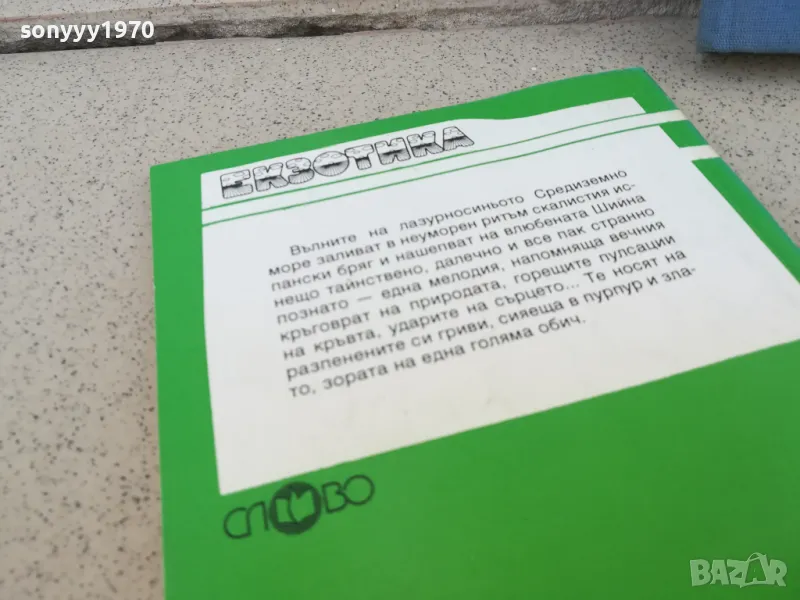 sonyyy1970
ЕКЗОТИКА
Вълните на лазурносиньото Средиземно
море заливат в неуморен ритъм скалистия ис-
пански бряг и нашепват на влюбената Шийна
нещо тайнствено, далечно и все пак странно
познато — една мелодия, напомняща вечния
кръговрат на природата, горещите пулсации
на кръвта, ударите на сърцето... Те носят на
разпенените си гриви, сияеща в пурпур и зла-
то, зората на една голяма обич.
СЛОВО
BAZAR